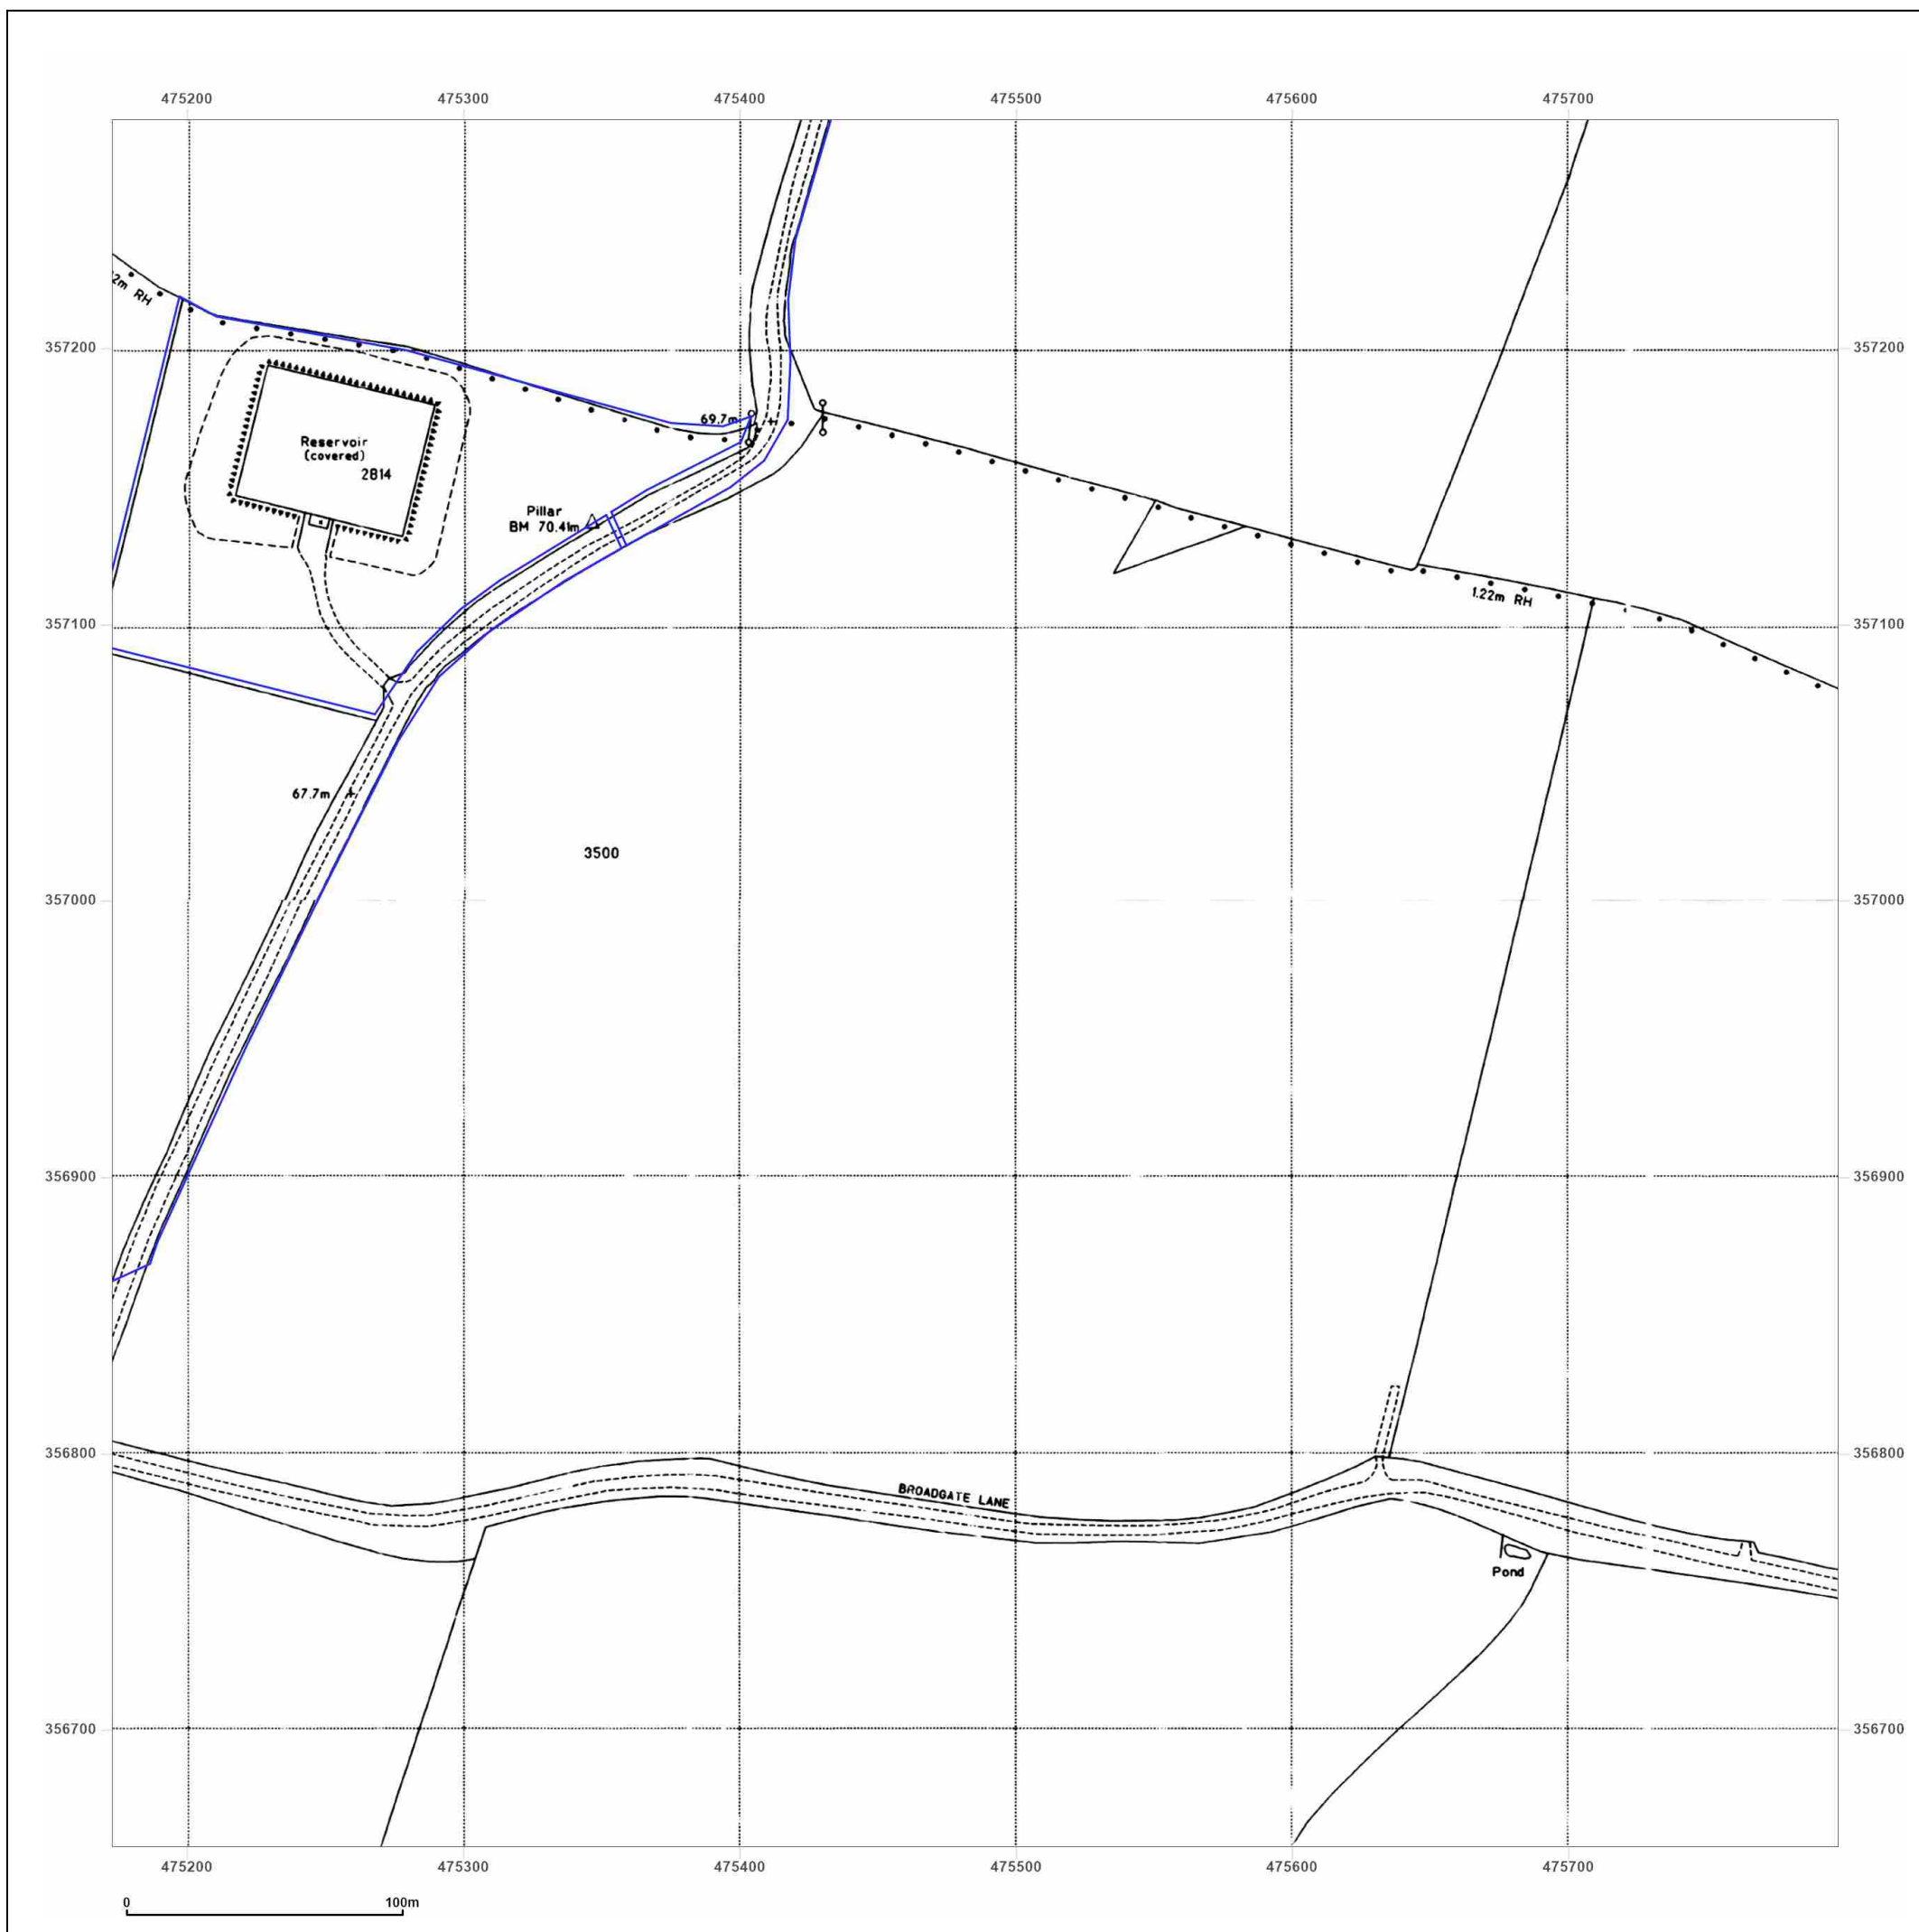 475200 475300 475400 475500 475600 475700
2m RH
357200 357200
69.7m
Reservoir
(covered)
2814
Pillar
BM 70.41m
1.22m RH
357100 357100
67.7m
3500
357000 357000
356900 356900
356800 356800
BROADGATE LANE
Pond
356700 356700
475200 475300 475400 475500 475600 475700
0 100m